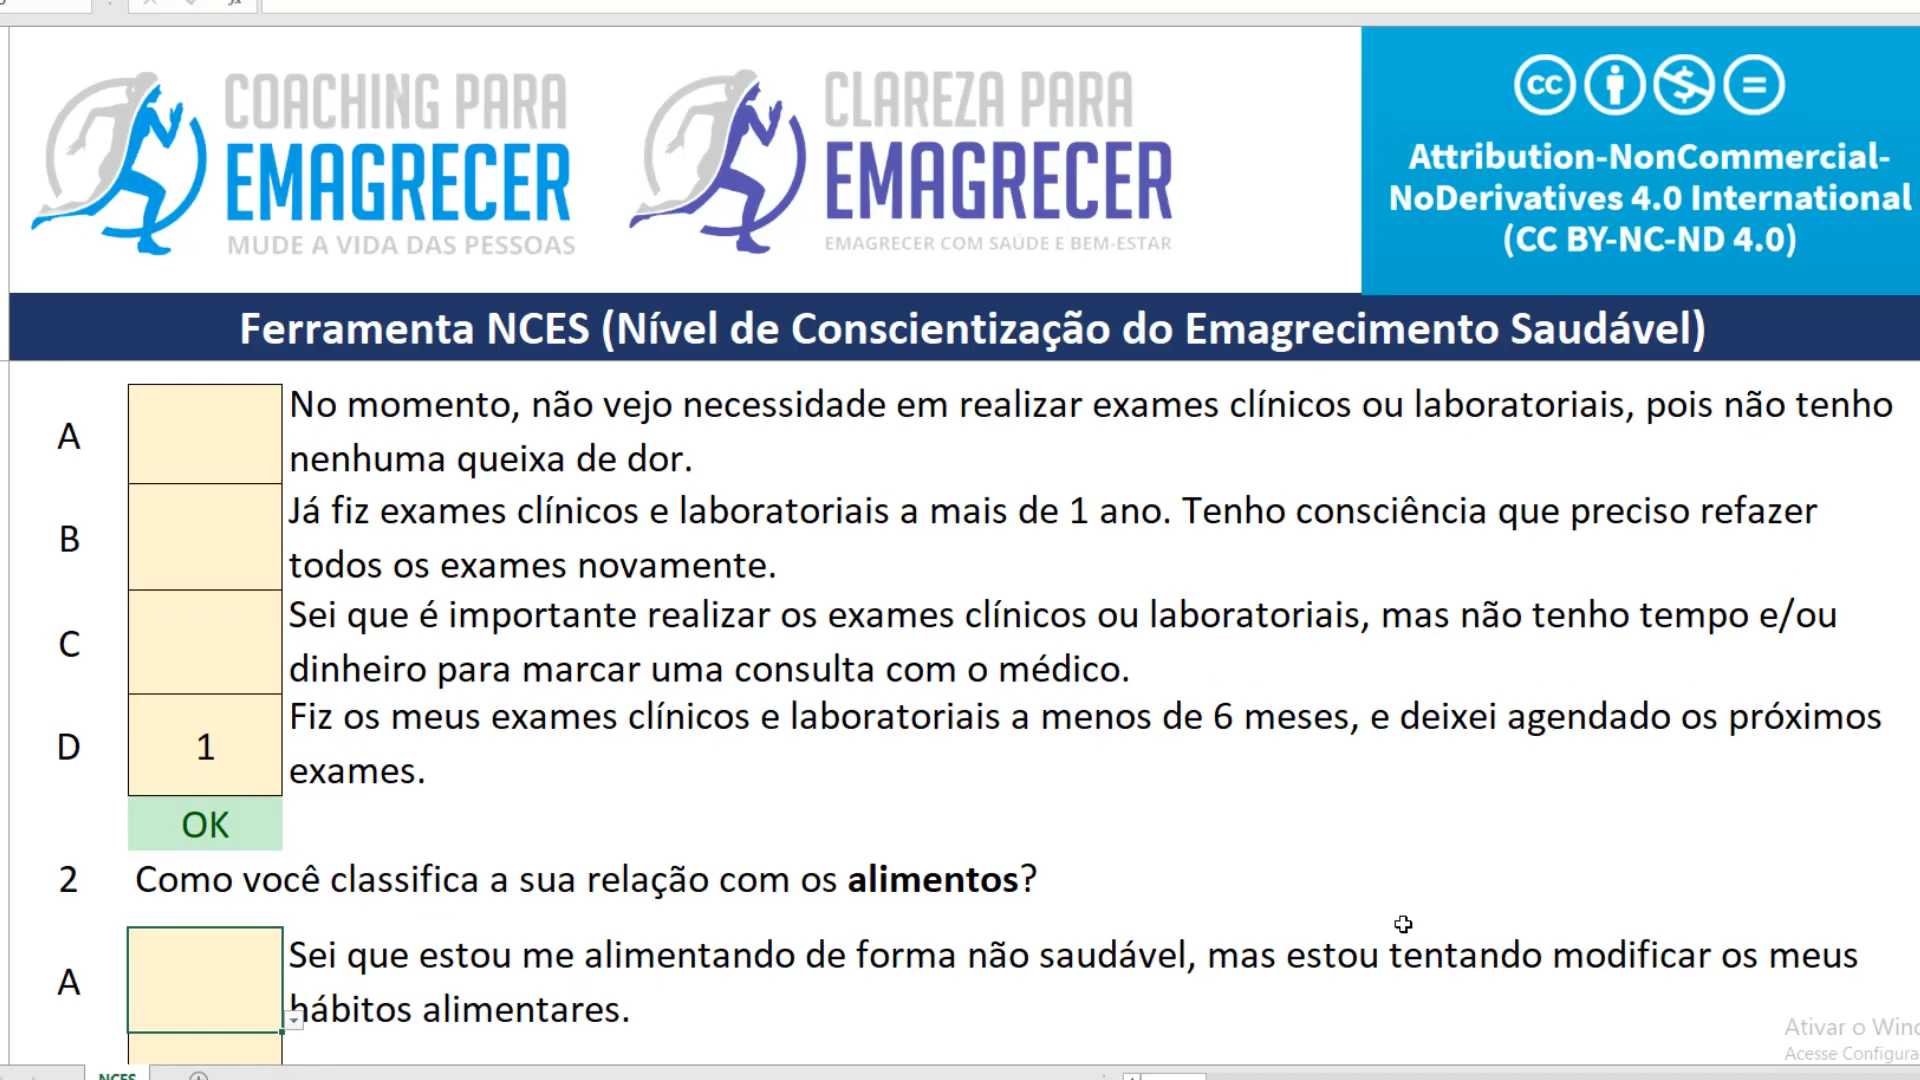 COACHING PARA
EMAGRECER
MUDE A VIDA DAS PESSOAS
CLAREZA PARA
EMAGRECER
EMAGRECER COM SAÚDE E BEM-ESTAR
cc
Attribution-NonCommercial-
NoDerivatives 4.0 International
(CC BY-NC-ND 4.0)
Ferramenta NCES (Nível de Conscientização do Emagrecimento Saudável)
A
No momento, não vejo necessidade em realizar exames clínicos ou laboratoriais, pois não tenho
nenhuma queixa de dor.
B
Já fiz exames clínicos e laboratoriais a mais de 1 ano. Tenho consciência que preciso refazer
todos os exames novamente.
C
Sei que é importante realizar os exames clínicos ou laboratoriais, mas não tenho tempo e/ou
dinheiro para marcar uma consulta com o médico.
D
1
Fiz os meus exames clínicos e laboratoriais a menos de 6 meses, e deixei agendado os próximos
exames.
OK
2 Como você classifica a sua relação com os alimentos?
A
Sei que estou me alimentando de forma não saudável, mas estou tentando modificar os meus
hábitos alimentares.
Ativar o Wind
Acesse Configura
NCES